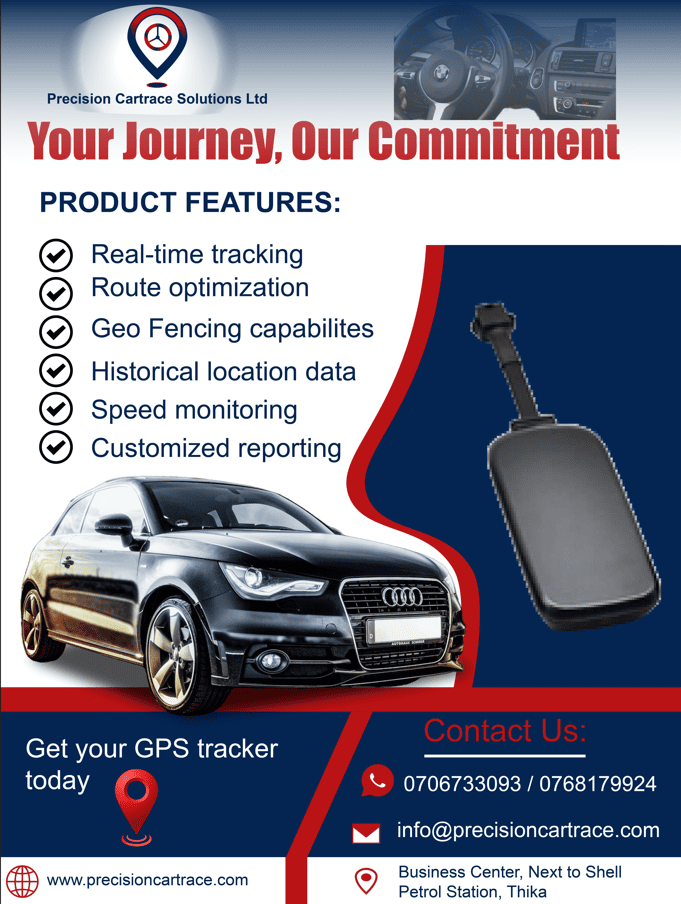 Precision Cartrace Solutions Ltd
Your Journey, Our Commitment
PRODUCT FEATURES:
Real-time tracking
Route optimization
Geo Fencing capabilites
Historical location data
Speed monitoring
Customized reporting
Get your GPS tracker
today
Contact Us:
0706733093 / 0768179924
info@precisioncartrace.com
www.precisioncartrace.com
Business Center, Next to Shell
Petrol Station, Thika